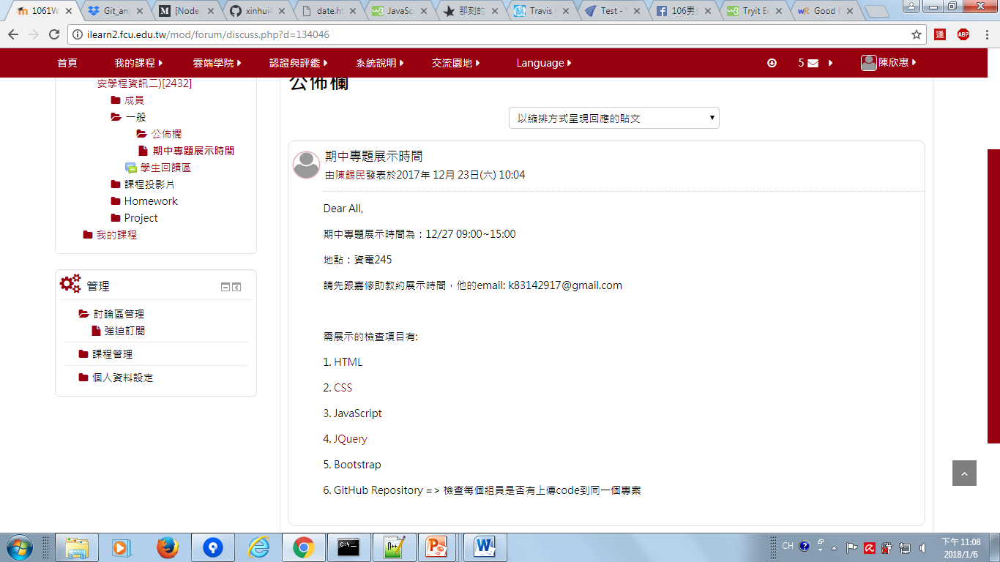 1061W
Git_and
[Node.
xinhui4
date.ht
JavaSc
那刻的
Travis
Test - Y
106男
Tryit Ec
Good
ilearn2.fcu.edu.tw/mod/forum/discuss.php?d=134046
逢
ABP
首頁 我的課程 雲端學院 認證與評鑑 系統說明 交流園地 Language 5 陳欣惠
安學程資訊二)[2432]
成員
一般
公佈欄
期中專題展示時間
學生回饋區
課程投影片
Homework
Project
我的課程
管理
討論區管理
強迫訂閱
課程管理
個人資料設定
公佈欄
以縮排方式呈現回應的貼文
期中專題展示時間
由陳錫民發表於2017年 12月 23日(六) 10:04
Dear All,
期中專題展示時間為：12/27 09:00~15:00
地點：資電245
請先跟嘉修助教約展示時間，他的email: k83142917@gmail.com
需展示的檢查項目有:
1. HTML
2. CSS
3. JavaScript
4. JQuery
5. Bootstrap
6. GitHub Repository => 檢查每個組員是否有上傳code到同一個專案
CH
下午 11:08
2018/1/6